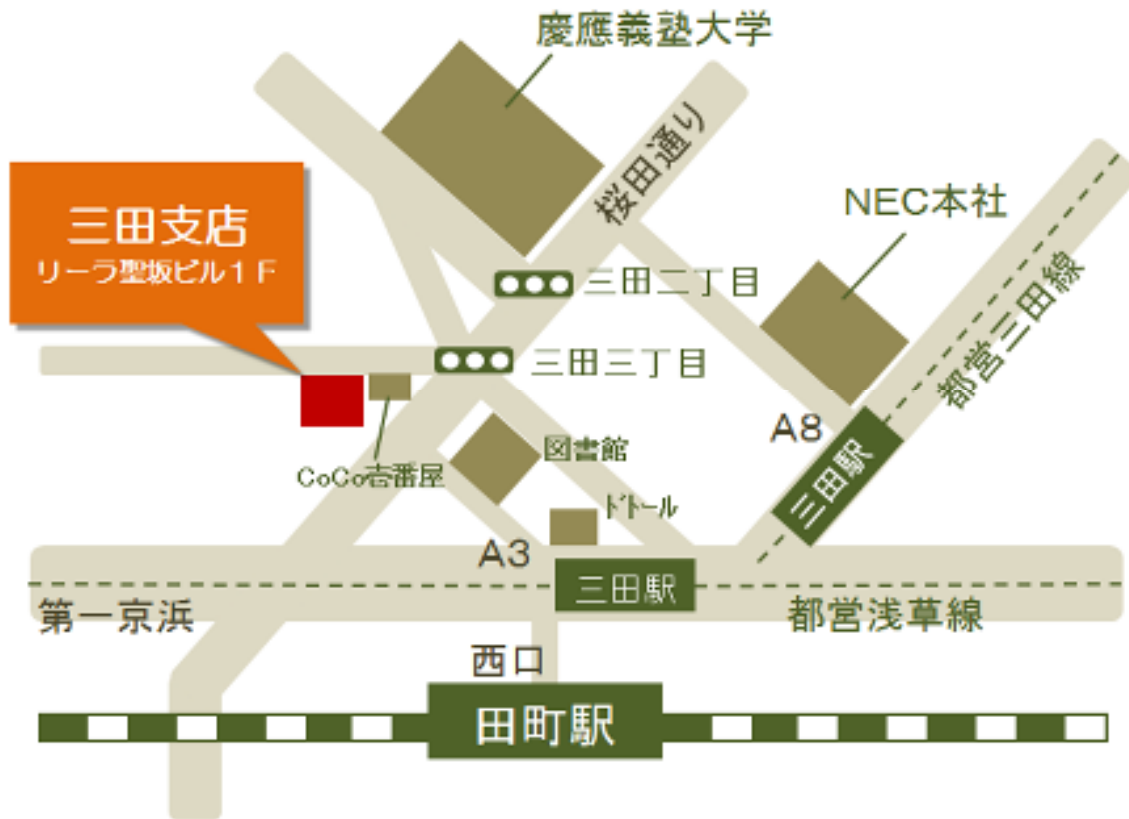 慶應義塾大学
桜田通り
三田支店
リーラ聖坂ビル1F
NEC本社
三田二丁目
都営三田線
三田三丁目
A8
図書館
CoCo壱番屋
三田駅
ドトール
A3
三田駅
第一京浜
都営浅草線
西口
田町駅